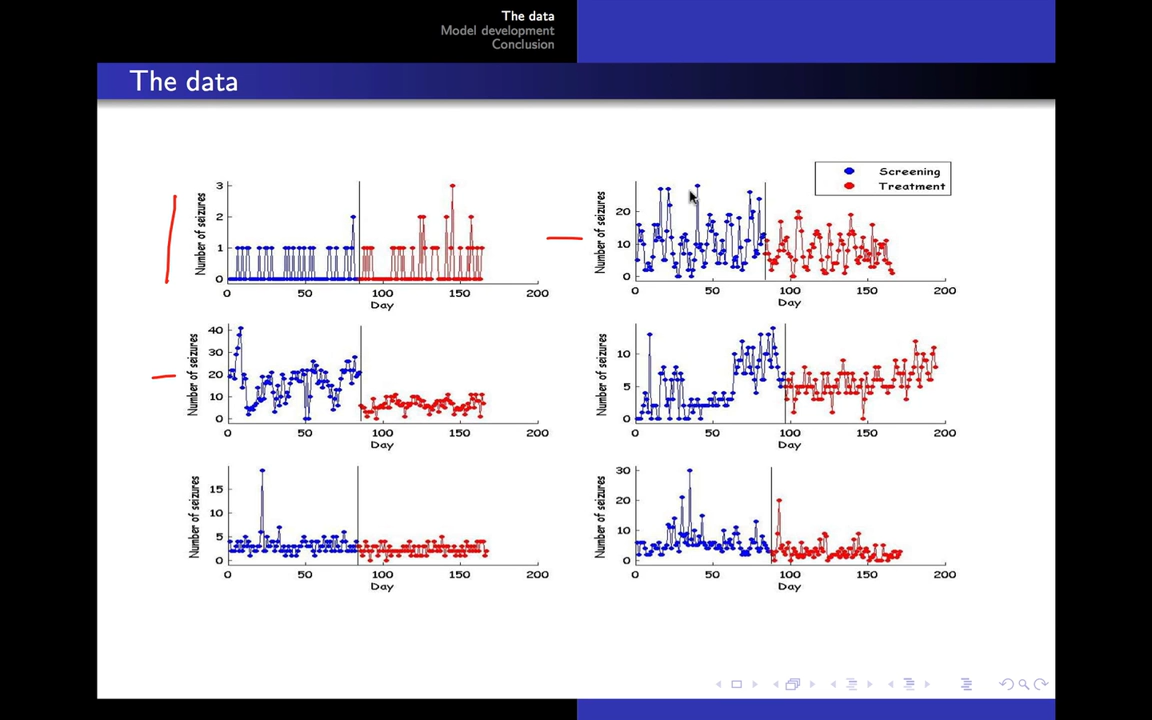 The data
Model development
Conclusion
The data
Number of seizures
3
2
1
0
0 50 100 150 200
Day
Number of seizures
20
10
0
0 50 100 150 200
Day
Screening
Treatment
Number of seizures
40
30
20
10
0
0 50 100 150 200
Day
Number of seizures
10
5
0
0 50 100 150 200
Day
Number of seizures
15
10
5
0
0 50 100 150 200
Day
Number of seizures
30
20
10
0
0 50 100 150 200
Day